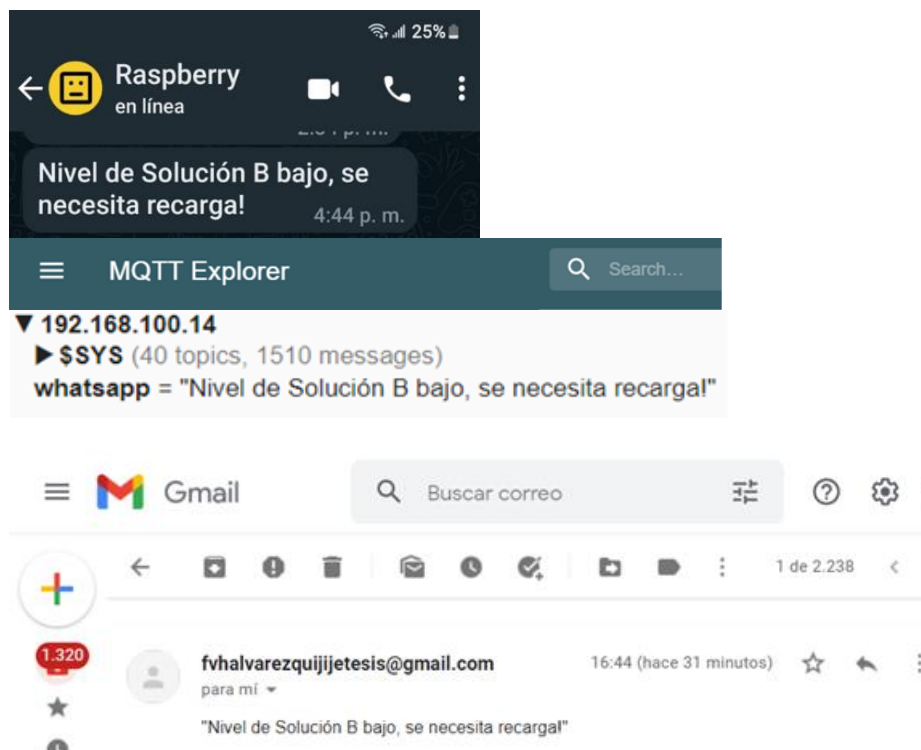 25%
Raspberry
en línea
Nivel de Solución B bajo, se
necesita recarga!
4:44 p. m.
MQTT Explorer
Search...
192.168.100.14
$SYS (40 topics, 1510 messages)
whatsapp = "Nivel de Solución B bajo, se necesita recarga!"
Gmail
Buscar correo
1 de 2.238
1.320
fvhalvarezquijijetesis@gmail.com
16:44 (hace 31 minutos)
para mí
"Nivel de Solución B bajo, se necesita recarga!"